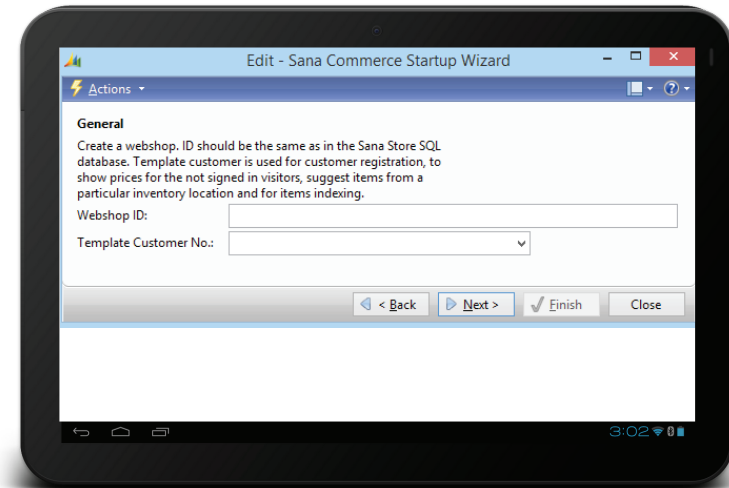 Edit - Sana Commerce Startup Wizard
Actions
General
Create a webshop. ID should be the same as in the Sana Store SQL
database. Template customer is used for customer registration, to
show prices for the not signed in visitors, suggest items from a
particular inventory location and for items indexing.
Webshop ID:
Template Customer No.:
< Back Next > Finish Close
3:02